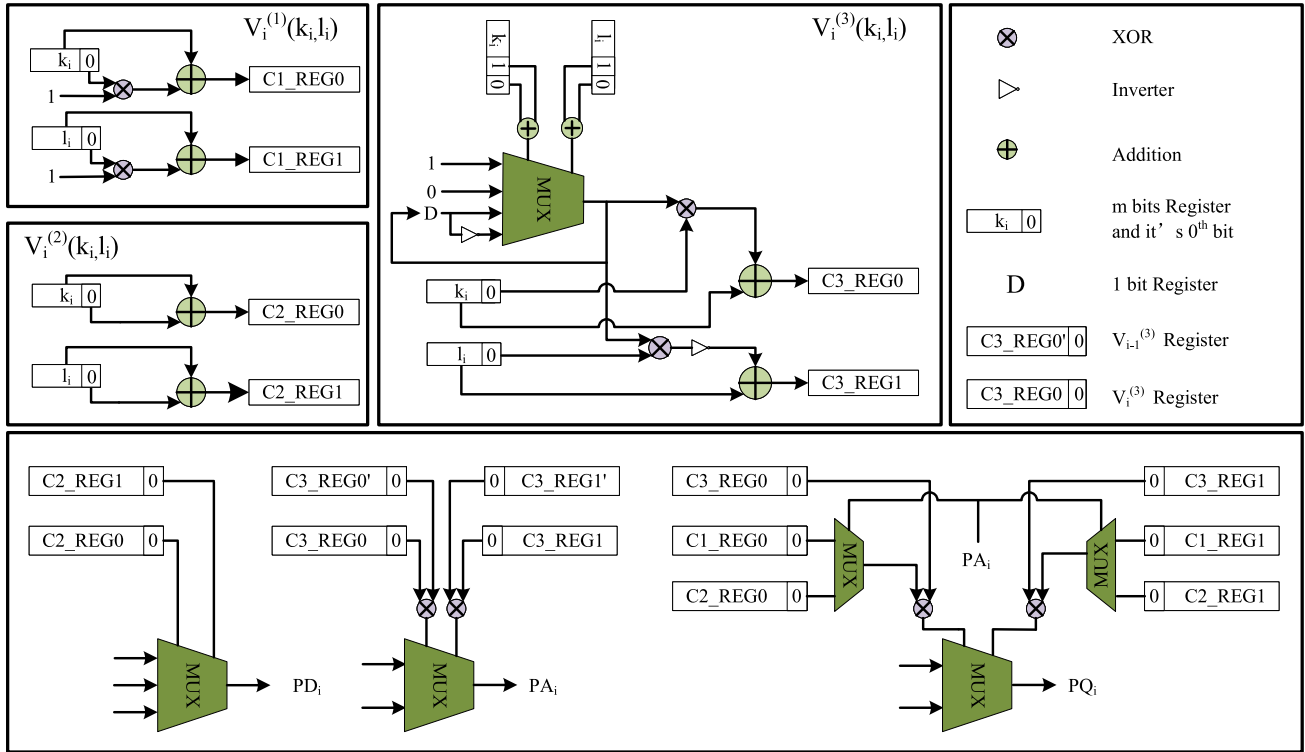 Vᵢ⁽¹⁾(kᵢ,lᵢ)
kᵢ 0
1
C1_REG0
lᵢ 0
1
C1_REG1
Vᵢ⁽²⁾(kᵢ,lᵢ)
kᵢ 0
C2_REG0
lᵢ 0
C2_REG1
Vᵢ⁽³⁾(kᵢ,lᵢ)
kᵢ 1 0
lᵢ 1 0
1
0
D
MUX
kᵢ 0
C3_REG0
lᵢ 0
C3_REG1
XOR
Inverter
Addition
kᵢ 0
m bits Register
and it's 0ᵗʰ bit
D
1 bit Register
C3_REG0' 0
Vᵢ₋₁⁽³⁾ Register
C3_REG0 0
Vᵢ⁽³⁾ Register
C2_REG1 0
C2_REG0 0
MUX
PDᵢ
C3_REG0' 0
0 C3_REG1'
C3_REG0 0
0 C3_REG1
MUX
PAᵢ
C3_REG0 0
0 C3_REG1
C1_REG0 0
0 C1_REG1
MUX
PAᵢ
MUX
C2_REG0 0
0 C2_REG1
MUX
PQᵢ